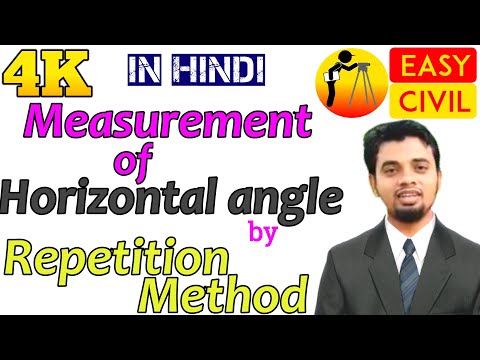 4K
IN HINDI
EASY
CIVIL
Measurement
of
Horizontal angle
by
Repetition
Method